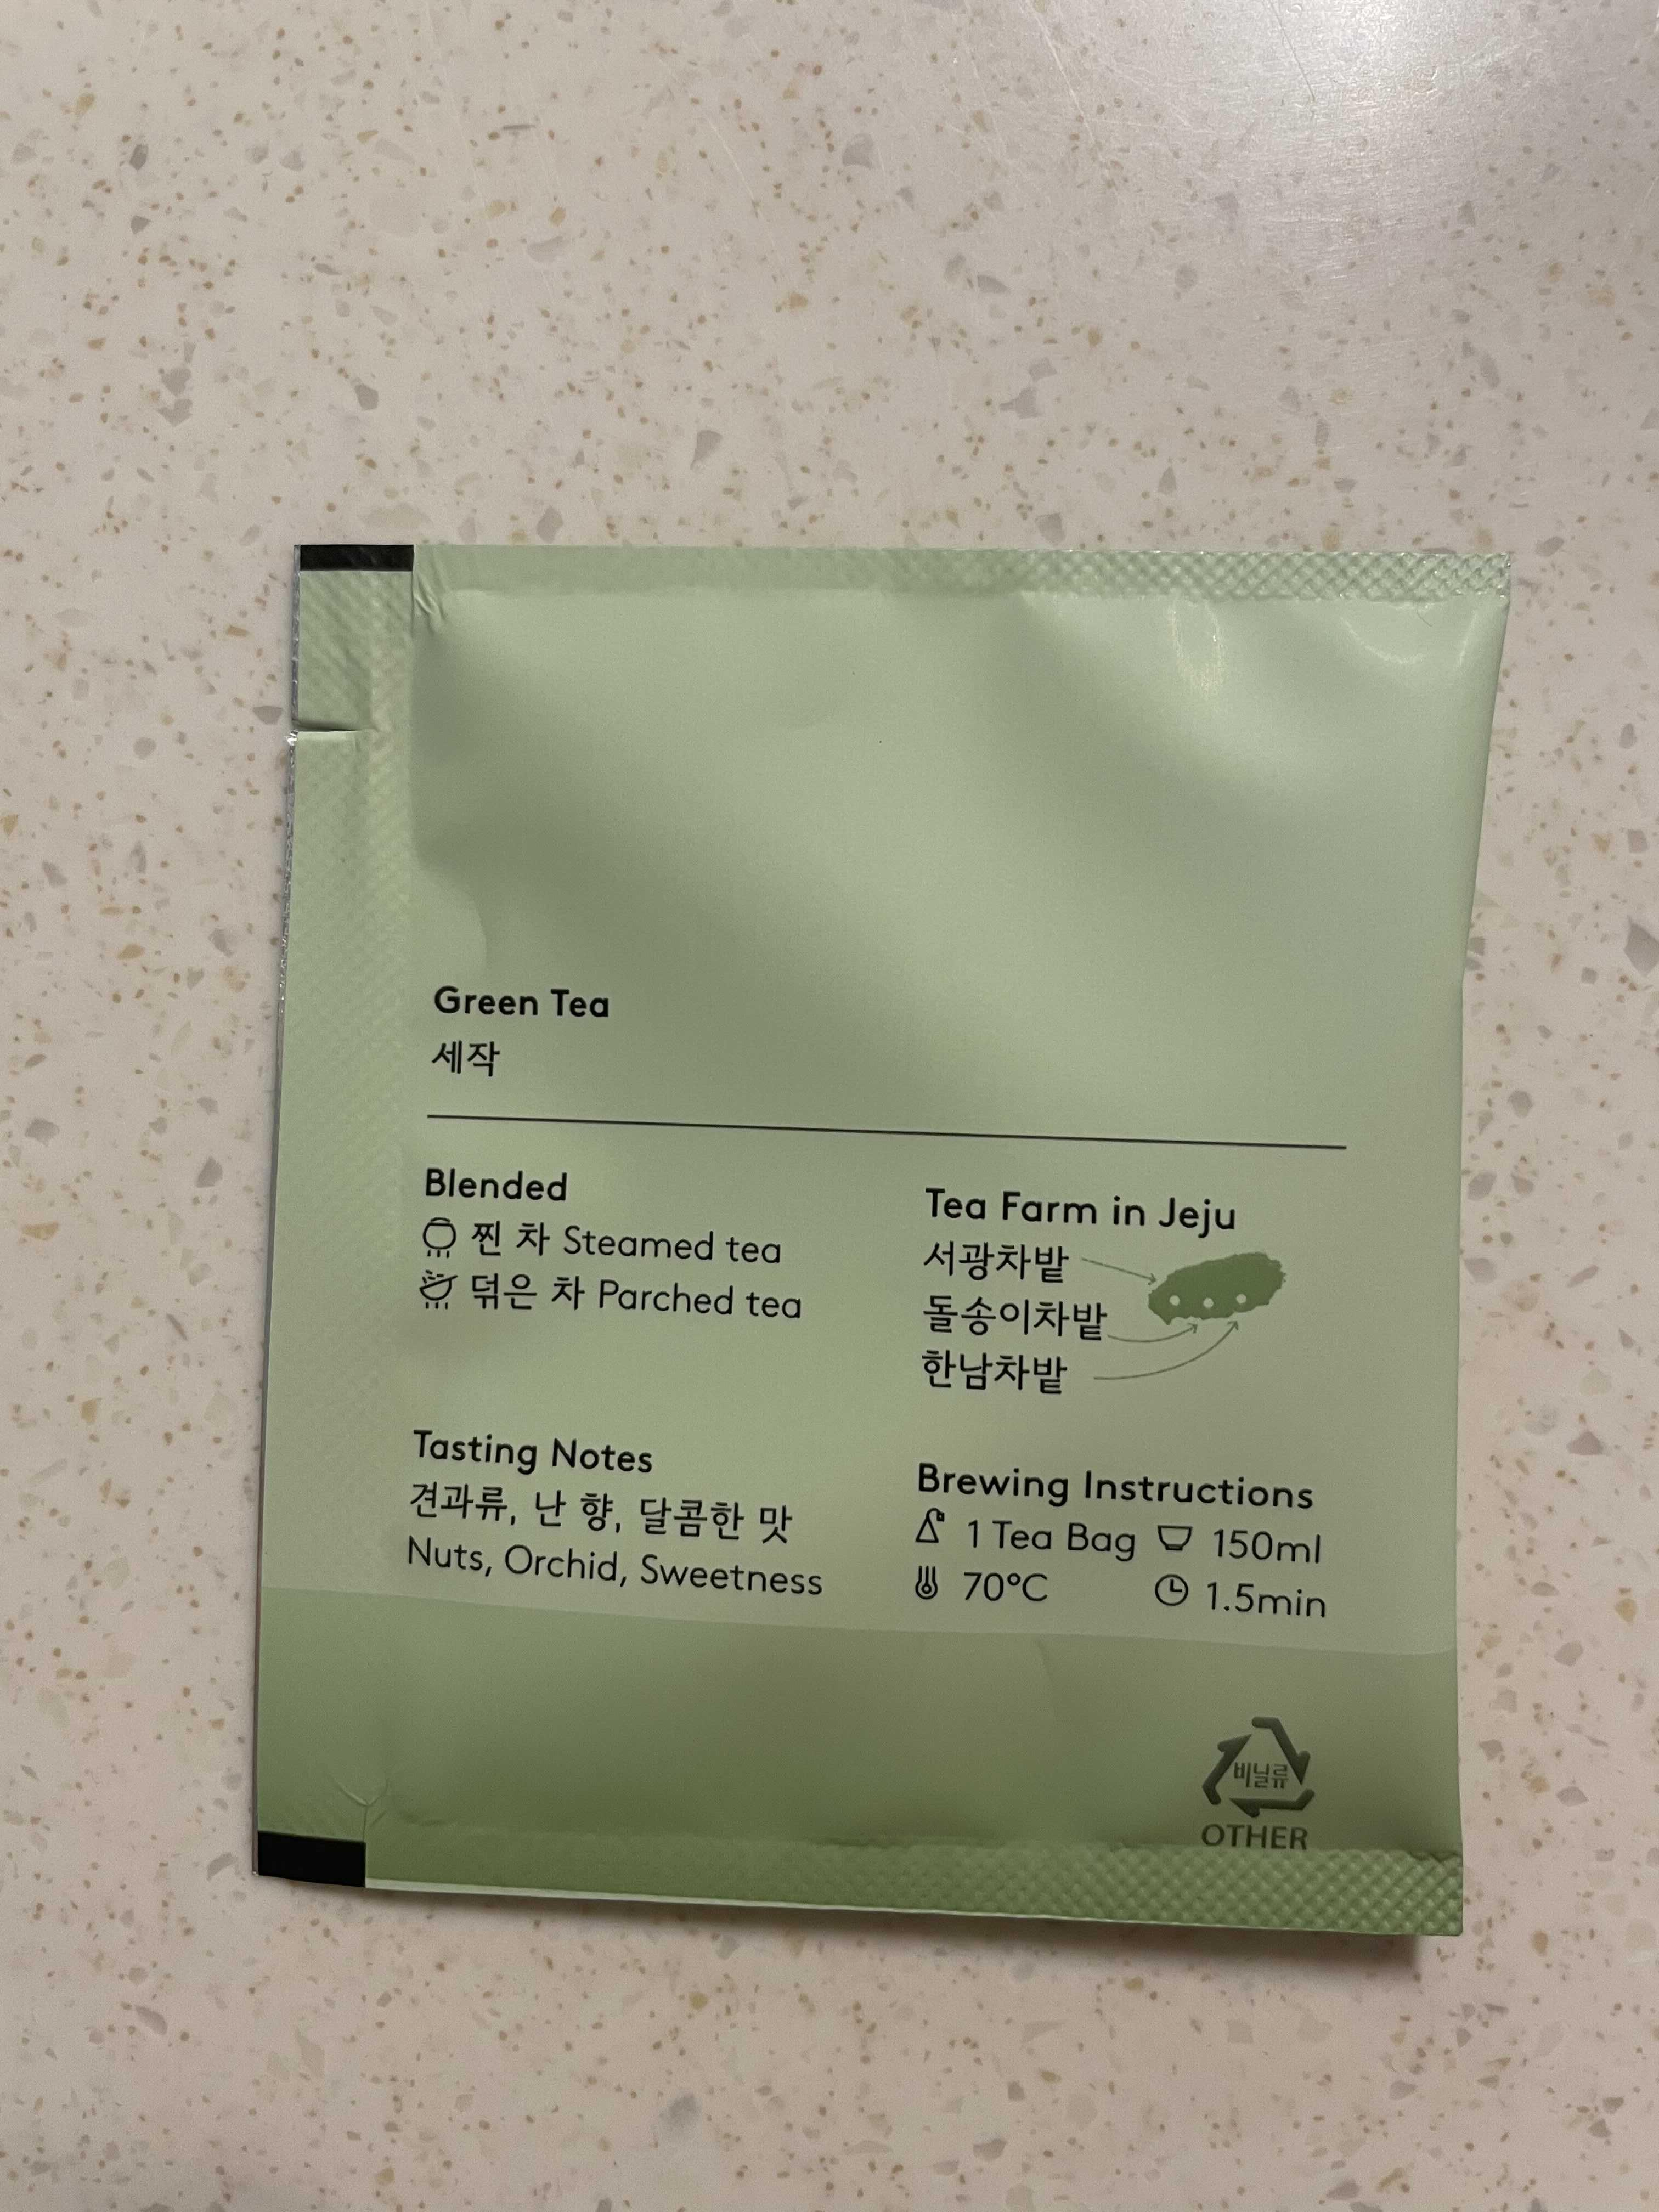 Green Tea
세작
Blended
찐 차 Steamed tea
덖은 차 Parched tea
Tea Farm in Jeju
서광차밭
돌송이차밭
한남차밭
Tasting Notes
견과류, 난 향, 달콤한 맛
Nuts, Orchid, Sweetness
Brewing Instructions
1 Tea Bag 150ml
70°C 1.5min
비닐류
OTHER